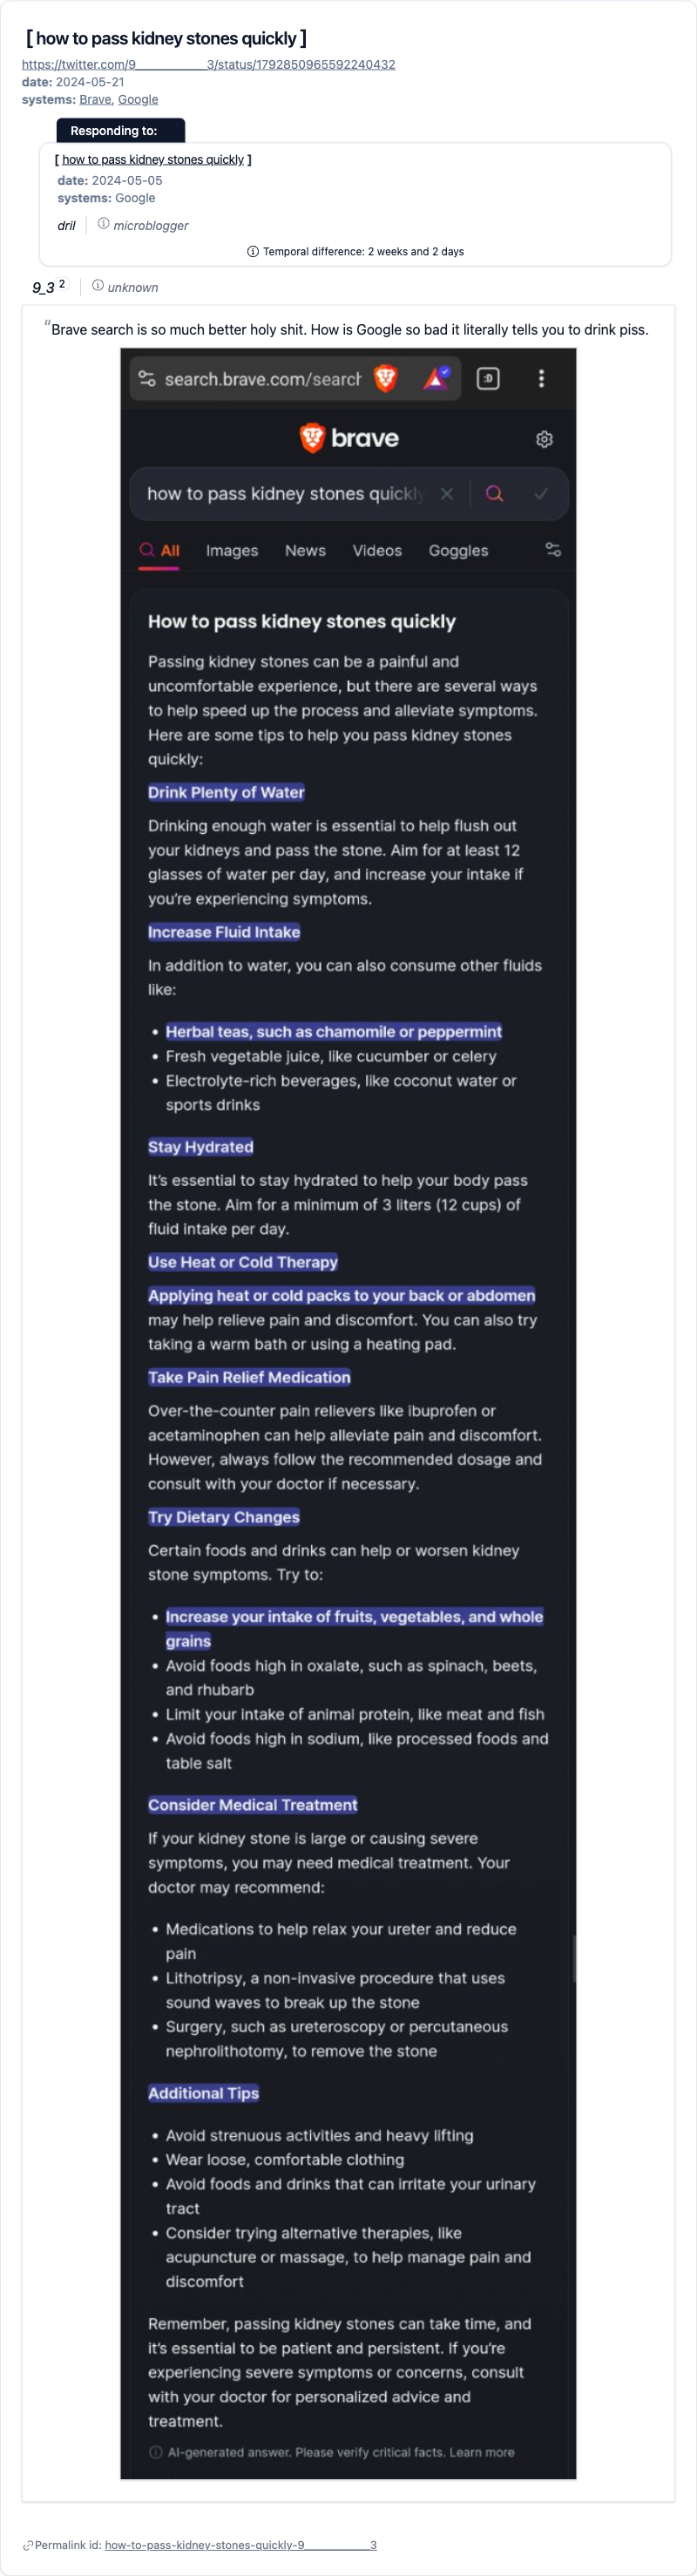 [ how to pass kidney stones quickly ]
https://twitter.com/9____________3/status/1792850965592240432
date: 2024-05-21
systems: Brave, Google
Responding to:
[ how to pass kidney stones quickly ]
date: 2024-05-05
systems: Google
dril | ⓘ microblogger
ⓘ Temporal difference: 2 weeks and 2 days
9_3 2 | ⓘ unknown
“Brave search is so much better holy shit. How is Google so bad it literally tells you to drink piss.
search.brave.com/search :D
brave
how to pass kidney stones quickly
All Images News Videos Goggles
How to pass kidney stones quickly
Passing kidney stones can be a painful and
uncomfortable experience, but there are several ways
to help speed up the process and alleviate symptoms.
Here are some tips to help you pass kidney stones
quickly:
Drink Plenty of Water
Drinking enough water is essential to help flush out
your kidneys and pass the stone. Aim for at least 12
glasses of water per day, and increase your intake if
you’re experiencing symptoms.
Increase Fluid Intake
In addition to water, you can also consume other fluids
like:
• Herbal teas, such as chamomile or peppermint
• Fresh vegetable juice, like cucumber or celery
• Electrolyte-rich beverages, like coconut water or
sports drinks
Stay Hydrated
It’s essential to stay hydrated to help your body pass
the stone. Aim for a minimum of 3 liters (12 cups) of
fluid intake per day.
Use Heat or Cold Therapy
Applying heat or cold packs to your back or abdomen
may help relieve pain and discomfort. You can also try
taking a warm bath or using a heating pad.
Take Pain Relief Medication
Over-the-counter pain relievers like ibuprofen or
acetaminophen can help alleviate pain and discomfort.
However, always follow the recommended dosage and
consult with your doctor if necessary.
Try Dietary Changes
Certain foods and drinks can help or worsen kidney
stone symptoms. Try to:
• Increase your intake of fruits, vegetables, and whole
grains
• Avoid foods high in oxalate, such as spinach, beets,
and rhubarb
• Limit your intake of animal protein, like meat and fish
• Avoid foods high in sodium, like processed foods and
table salt
Consider Medical Treatment
If your kidney stone is large or causing severe
symptoms, you may need medical treatment. Your
doctor may recommend:
• Medications to help relax your ureter and reduce
pain
• Lithotripsy, a non-invasive procedure that uses
sound waves to break up the stone
• Surgery, such as ureteroscopy or percutaneous
nephrolithotomy, to remove the stone
Additional Tips
• Avoid strenuous activities and heavy lifting
• Wear loose, comfortable clothing
• Avoid foods and drinks that can irritate your urinary
tract
• Consider trying alternative therapies, like
acupuncture or massage, to help manage pain and
discomfort
Remember, passing kidney stones can take time, and
it’s essential to be patient and persistent. If you’re
experiencing severe symptoms or concerns, consult
with your doctor for personalized advice and
treatment.
ⓘ AI-generated answer. Please verify critical facts. Learn more
Permalink id: how-to-pass-kidney-stones-quickly-9____________3